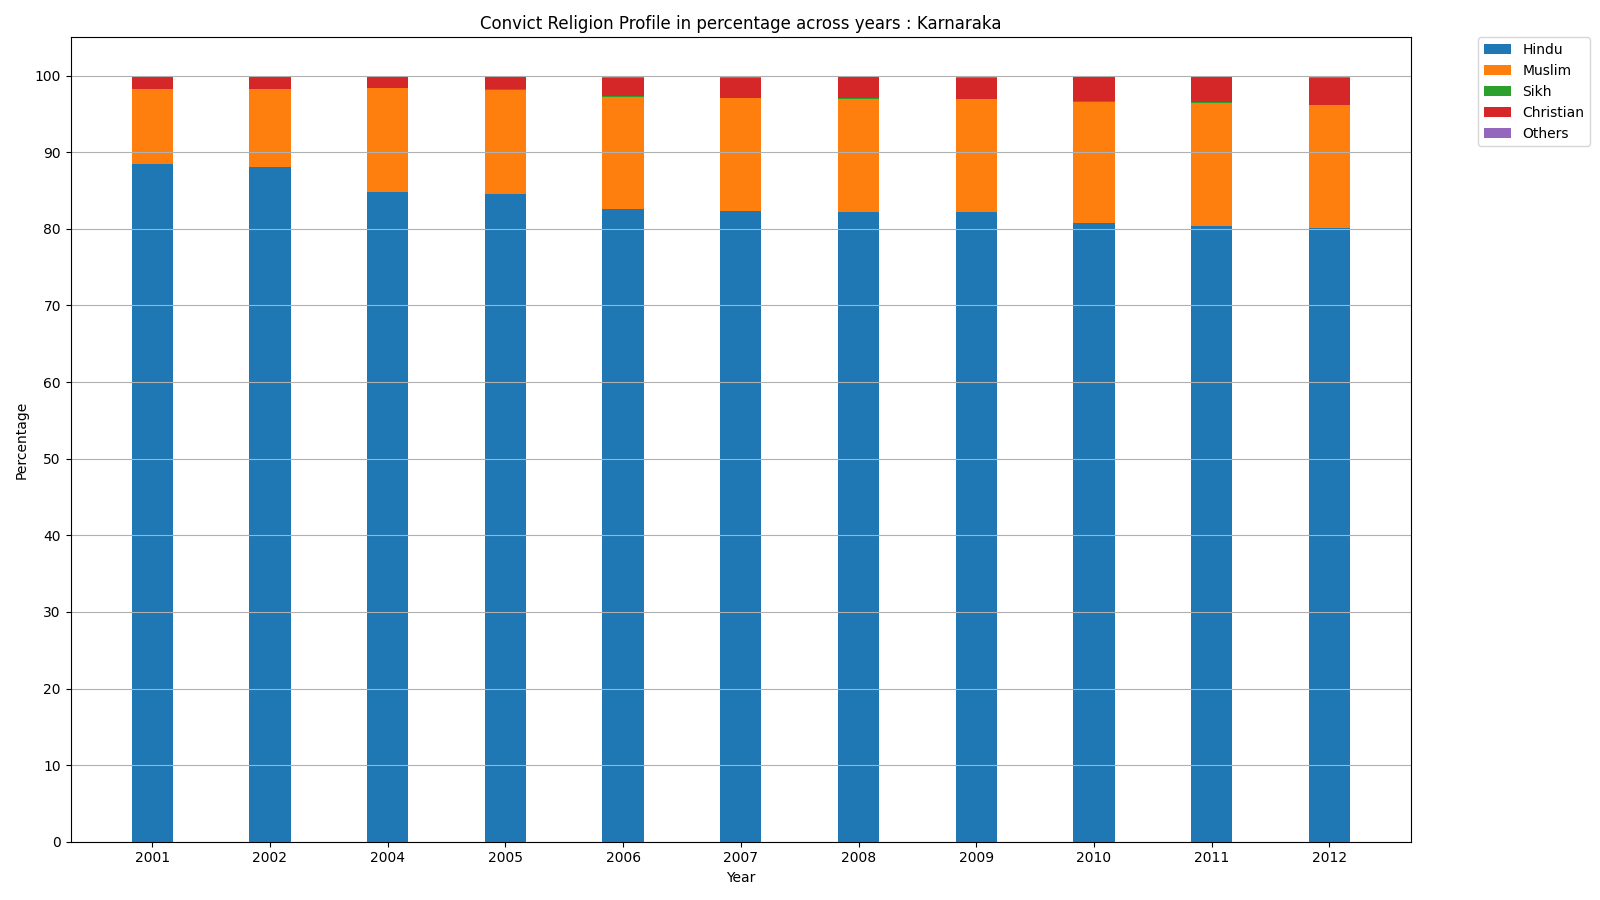 Convict Religion Profile in percentage across years : Karnaraka
Hindu
Muslim
Sikh
Christian
Others
100
90
80
70
60
50
40
30
20
10
0
Percentage
2001 2002 2004 2005 2006 2007 2008 2009 2010 2011 2012
Year